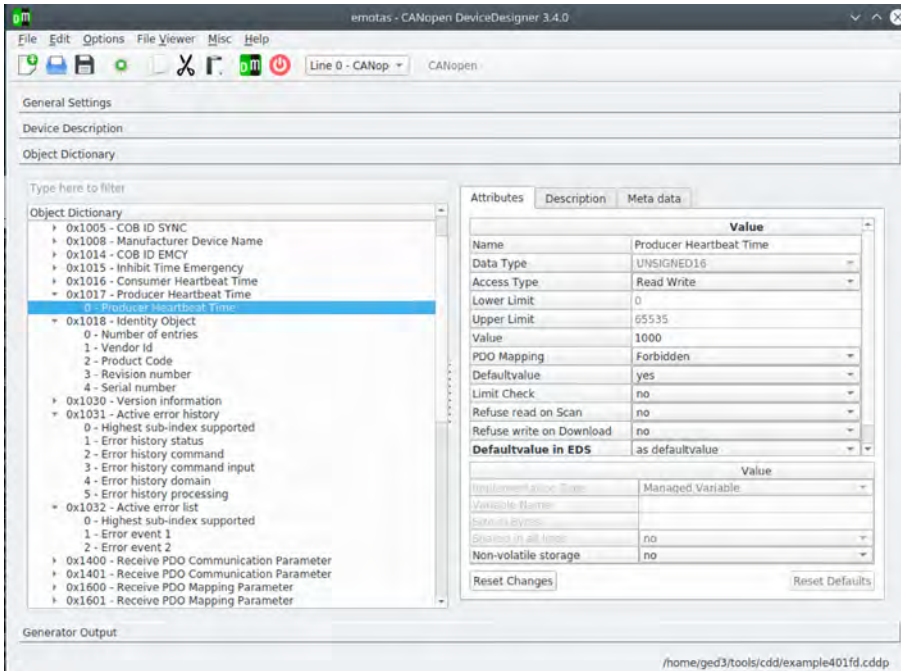 emotas - CANopen DeviceDesigner 3.4.0
File Edit Options File Viewer Misc Help
Line 0 - CANop CANopen
General Settings
Device Description
Object Dictionary
Type here to filter
Object Dictionary
0x1005 - COB ID SYNC
0x1008 - Manufacturer Device Name
0x1014 - COB ID EMCY
0x1015 - Inhibit Time Emergency
0x1016 - Consumer Heartbeat Time
0x1017 - Producer Heartbeat Time
0 - Producer Heartbeat Time
0x1018 - Identity Object
0 - Number of entries
1 - Vendor Id
2 - Product Code
3 - Revision number
4 - Serial number
0x1030 - Version information
0x1031 - Active error history
0 - Highest sub-index supported
1 - Error history status
2 - Error history command
3 - Error history command input
4 - Error history domain
5 - Error history processing
0x1032 - Active error list
0 - Highest sub-index supported
1 - Error event 1
2 - Error event 2
0x1400 - Receive PDO Communication Parameter
0x1401 - Receive PDO Communication Parameter
0x1600 - Receive PDO Mapping Parameter
0x1601 - Receive PDO Mapping Parameter
Attributes Description Meta data
Value
Name Producer Heartbeat Time
Data Type UNSIGNED16
Access Type Read Write
Lower Limit 0
Upper Limit 65535
Value 1000
PDO Mapping Forbidden
Defaultvalue yes
Limit Check no
Refuse read on Scan no
Refuse write on Download no
Defaultvalue in EDS as defaultvalue
Value
Implementation Type Managed Variable
Variable Name
Size in Bytes
Shared in all lines no
Non-volatile storage no
Reset Changes Reset Defaults
Generator Output
/home/ged3/tools/cdd/example401fd.cddp